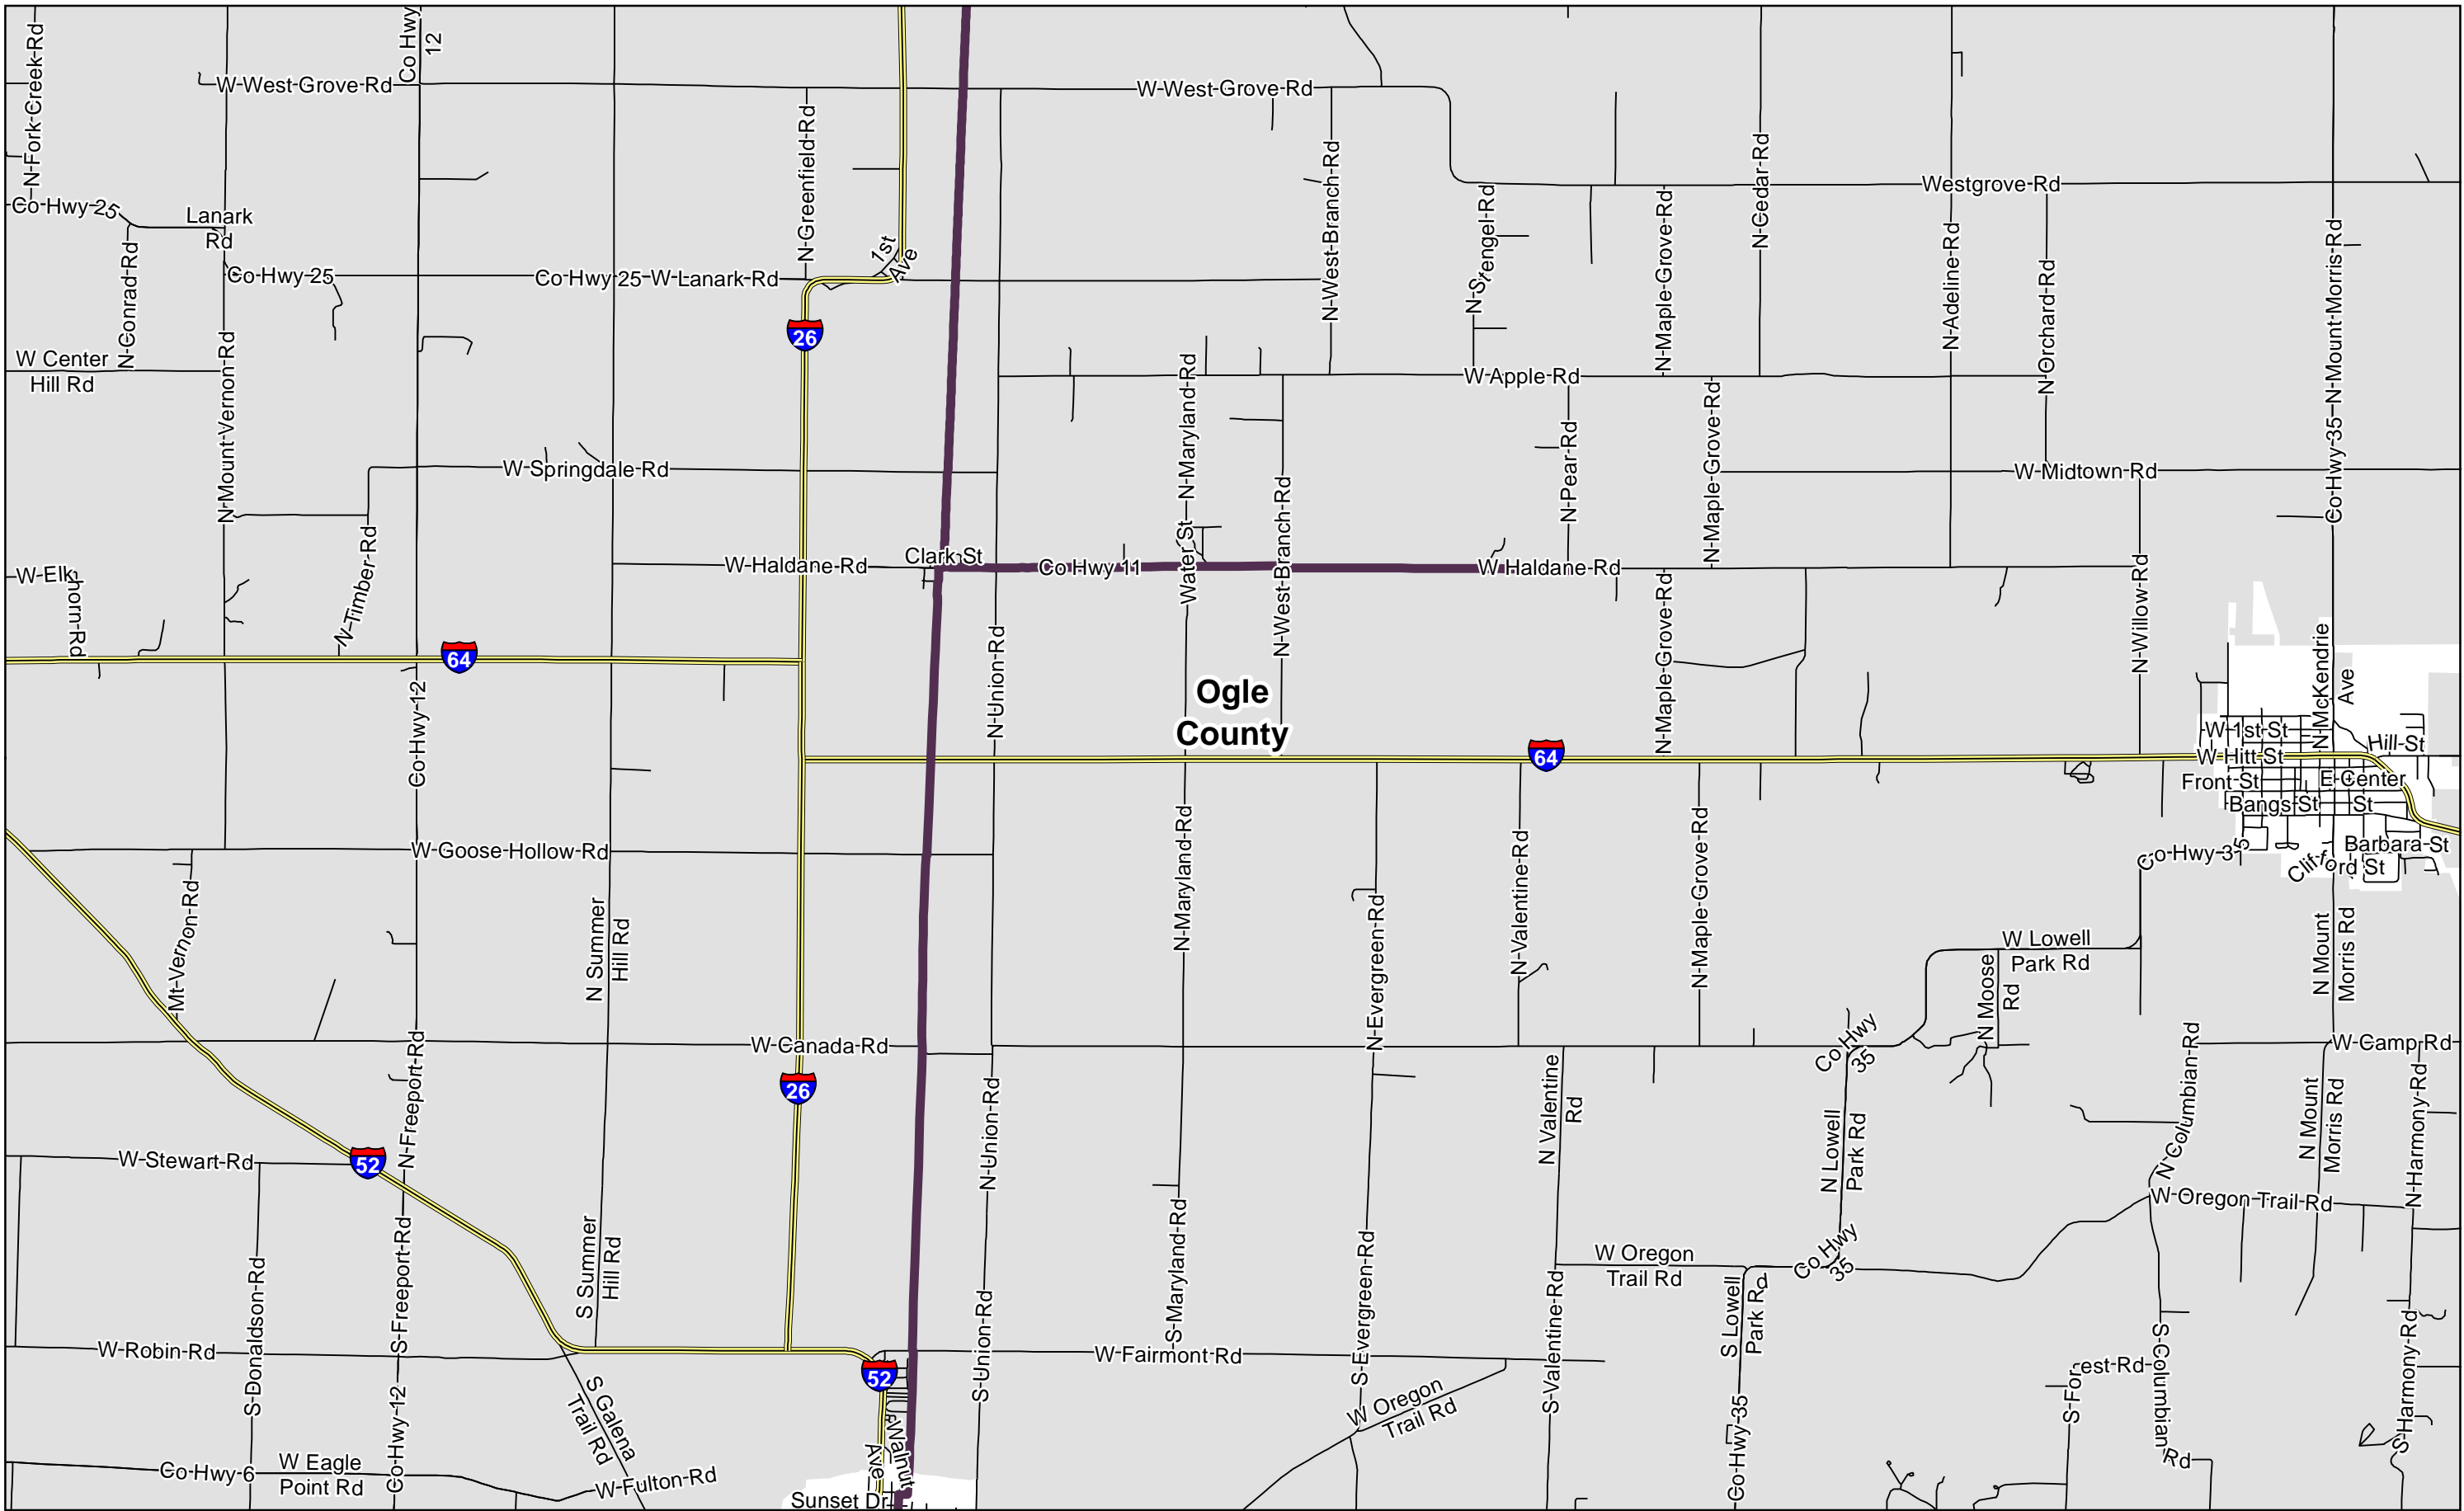 N-Fork-Creek-Rd
Co Hwy
12
W-West-Grove-Rd
W-West-Grove-Rd
N-Greenfield-Rd
N-West-Branch-Rd
N-Cedar-Rd
Westgrove-Rd
Co-Hwy-25
Lanark
Rd
N-Conrad-Rd
Co-Hwy-25
Co-Hwy-25
W-Lanark-Rd
1st
Ave
N-Stengel-Rd
N-Maple-Grove-Rd
N-Adeline-Rd
N-Orchard-Rd
N-Mount-Morris-Rd
26
W Center
Hill Rd
N-Mount-Vernon-Rd
N-Maryland-Rd
W-Apple-Rd
N-Maple-Grove-Rd
Co-Hwy-35
W-Springdale-Rd
N-Pear-Rd
W-Midtown-Rd
N-West-Branch-Rd
N-Timber-Rd
W-Elkhorn-Rd
W-Haldane-Rd
Clark-St
Co Hwy 11
Water St
W Haldane-Rd
N-Maple-Grove-Rd
N-Willow-Rd
64
N-Union-Rd
Ogle
County
Co-Hwy-12
64
N-McKendrie
Ave
W-1st-St
Hill-St
W-Hitt-St
Front-St
E-Center
St
Bangs-St
Co-Hwy-35
Barbara-St
Clifford St
W-Goose-Hollow-Rd
Mt-Vernon-Rd
N Summer
Hill Rd
N-Maryland-Rd
N-Evergreen-Rd
N-Valentine-Rd
N-Maple-Grove-Rd
W Lowell
Park Rd
N Moose
Rd
N Mount
Morris Rd
N-Freeport-Rd
W-Canada-Rd
Co Hwy
35
N-Columbian-Rd
W-Camp-Rd
26
N-Union-Rd
N Valentine
Rd
N Lowell
Park Rd
N Mount
Morris Rd
N-Harmony-Rd
W-Stewart-Rd
52
W-Oregon-Trail-Rd
S-Donaldson-Rd
S-Freeport-Rd
S Summer
Hill Rd
S-Union-Rd
S-Maryland-Rd
S-Evergreen-Rd
S-Valentine-Rd
W Oregon
Trail Rd
Co Hwy
35
S Lowell
Park Rd
W-Robin-Rd
W-Fairmont-Rd
52
S Galena
Trail Rd
W Oregon
Trail Rd
S-Forest-Rd
S-Columbian
Rd
S-Harmony-Rd
Co-Hwy-12
Walnut
Ave
Co-Hwy-35
Co-Hwy-6
W Eagle
Point Rd
W-Fulton-Rd
Sunset Dr